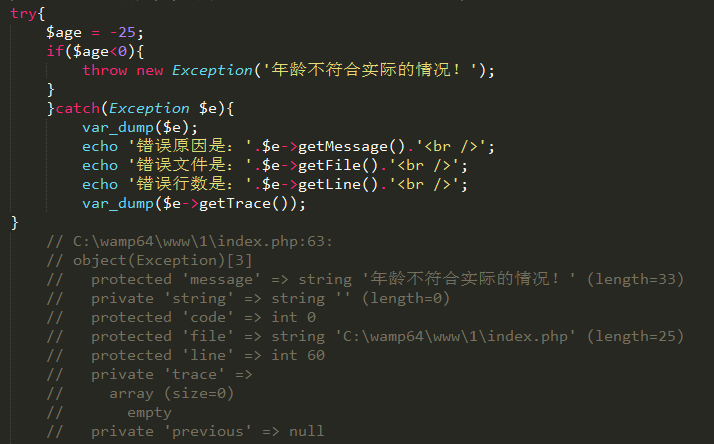 try{
    $age = -25;
    if($age<0){
        throw new Exception('年龄不符合实际的情况！');
    }
    }catch(Exception $e){
        var_dump($e);
        echo '错误原因是：'.$e->getMessage().'<br />';
        echo '错误文件是：'.$e->getFile().'<br />';
        echo '错误行数是：'.$e->getLine().'<br />';
        var_dump($e->getTrace());
}
    // C:\wamp64\www\1\index.php:63:
    // object(Exception)[3]
    //   protected 'message' => string '年龄不符合实际的情况！' (length=33)
    //   private 'string' => string '' (length=0)
    //   protected 'code' => int 0
    //   protected 'file' => string 'C:\wamp64\www\1\index.php' (length=25)
    //   protected 'line' => int 60
    //   private 'trace' =>
    //     array (size=0)
    //       empty
    //   private 'previous' => null